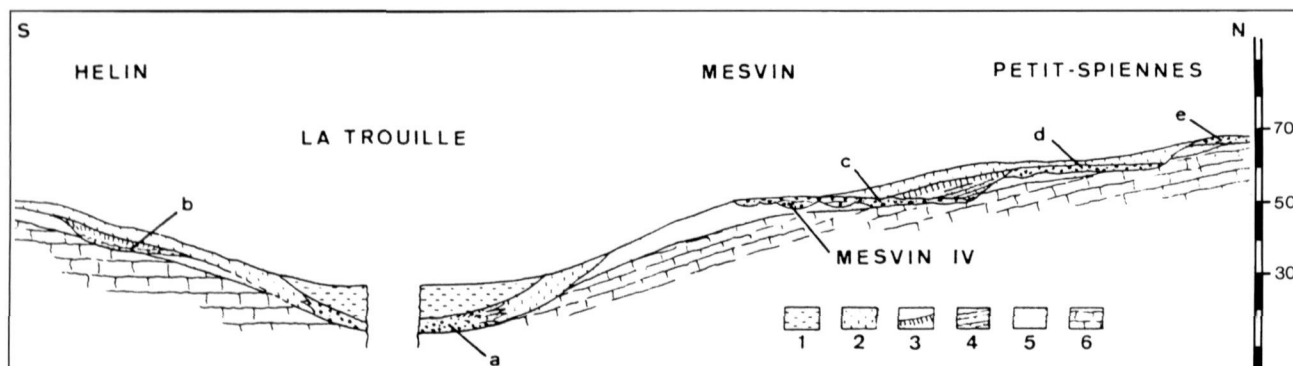 S N
HELIN MESVIN PETIT-SPIENNES
LA TROUILLE
e
70
d
c
b
50
MESVIN IV
30
1 2 3 4 5 6
a